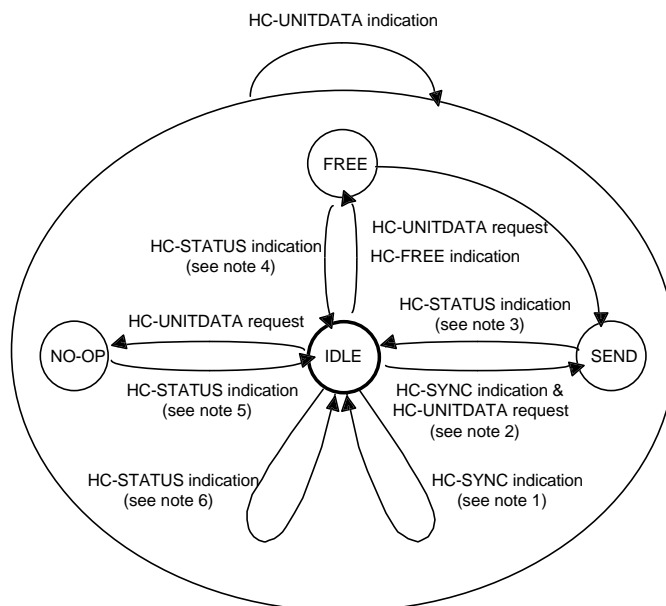 HC-UNITDATA indication
FREE
HC-UNITDATA request
HC-STATUS indication
(see note 4)
HC-FREE indication
HC-STATUS indication
(see note 3)
HC-UNITDATA request
NO-OP
IDLE
SEND
HC-STATUS indication
(see note 5)
HC-SYNC indication &
HC-UNITDATA request
(see note 2)
HC-STATUS indication
(see note 6)
HC-SYNC indication
(see note 1)